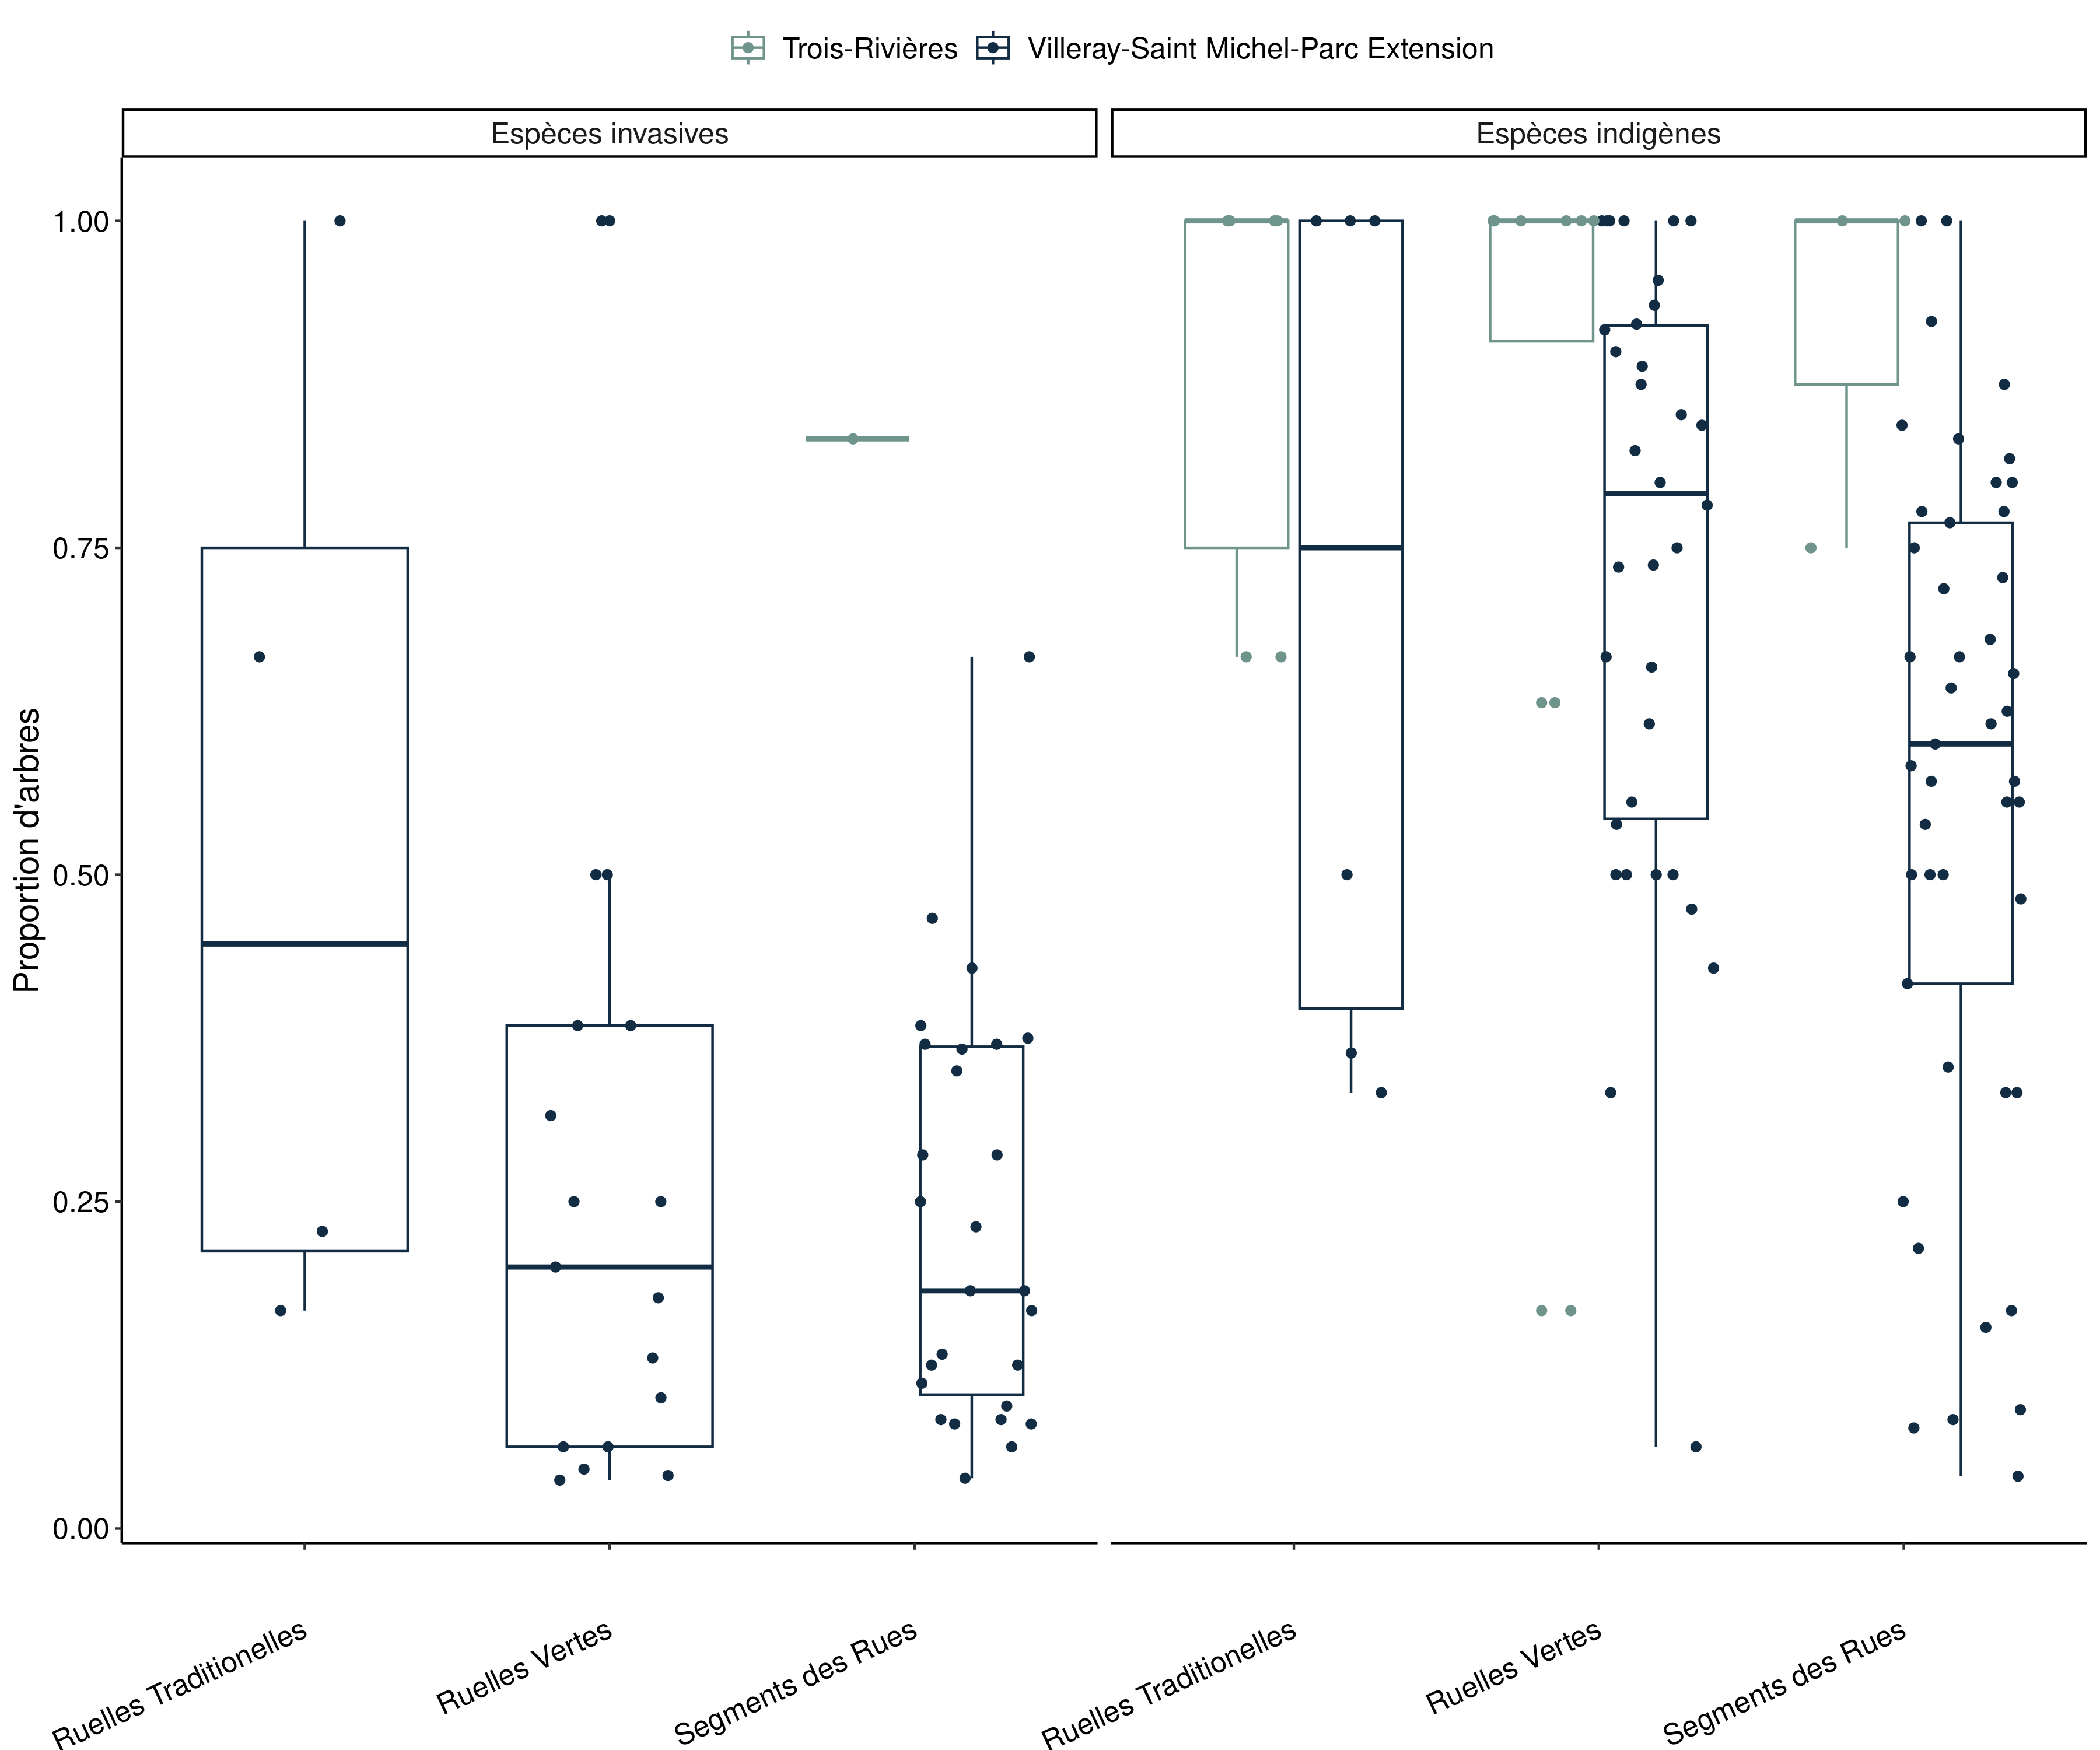 Trois-Rivières Villeray-Saint Michel-Parc Extension
Espèces invasives Espèces indigènes
Proportion d'arbres
1.00
0.75
0.50
0.25
0.00
Ruelles Traditionelles Ruelles Vertes Segments des Rues Ruelles Traditionelles Ruelles Vertes Segments des Rues